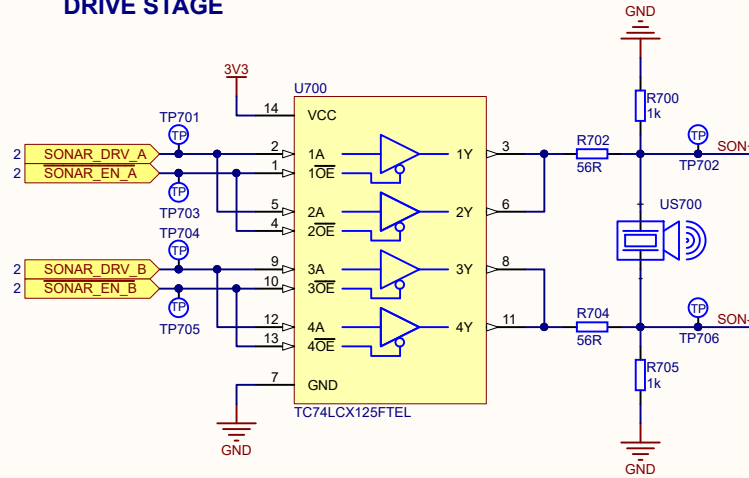 DRIVE STAGE
GND
3V3
U700
R700
1k
TP701
TP
14
VCC
TP
2
SONAR_DRV_A
2
1A
1Y
3
R702
SON-
2
SONAR_EN_A
1
1OE
56R
TP702
TP
TP703
5
2A
2Y
6
US700
TP704
4
2OE
TP
2
SONAR_DRV_B
9
3A
3Y
8
2
SONAR_EN_B
10
3OE
TP
TP
TP705
12
4A
4Y
11
R704
SON-
13
4OE
56R
TP706
7
GND
R705
1k
TC74LCX125FTEL
GND
GND